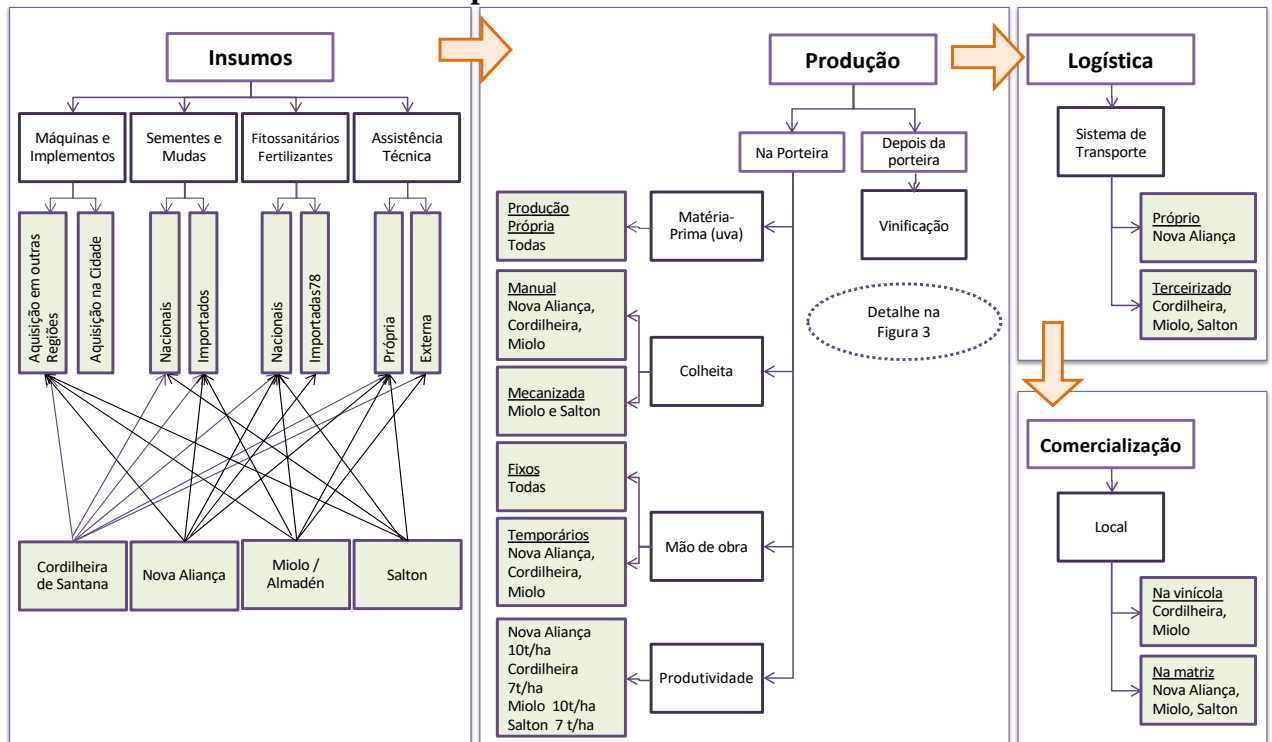 Insumos
Máquinas e
Implementos
Sementes e
Mudas
Fitossanitários
Fertilizantes
Assistência
Técnica
Aquisição em outras
Regiões
Aquisição na Cidade
Nacionais
Importados
Nacionais
Importadas78
Própria
Externa
Cordilheira
de Santana
Nova Aliança
Miolo /
Almadén
Salton
Produção
Na Porteira
Depois da
porteira
Vinificação
Detalhe na
Figura 3
Matéria-
Prima (uva)
Produção
Própria
Todas
Colheita
Manual
Nova Aliança,
Cordilheira,
Miolo
Mecanizada
Miolo e Salton
Mão de obra
Fixos
Todas
Temporários
Nova Aliança,
Cordilheira,
Miolo
Produtividade
Nova Aliança
10t/ha
Cordilheira
7t/ha
Miolo 10t/ha
Salton 7 t/ha
Logística
Sistema de
Transporte
Próprio
Nova Aliança
Terceirizado
Cordilheira,
Miolo, Salton
Comercialização
Local
Na vinícola
Cordilheira,
Miolo
Na matriz
Nova Aliança,
Miolo, Salton